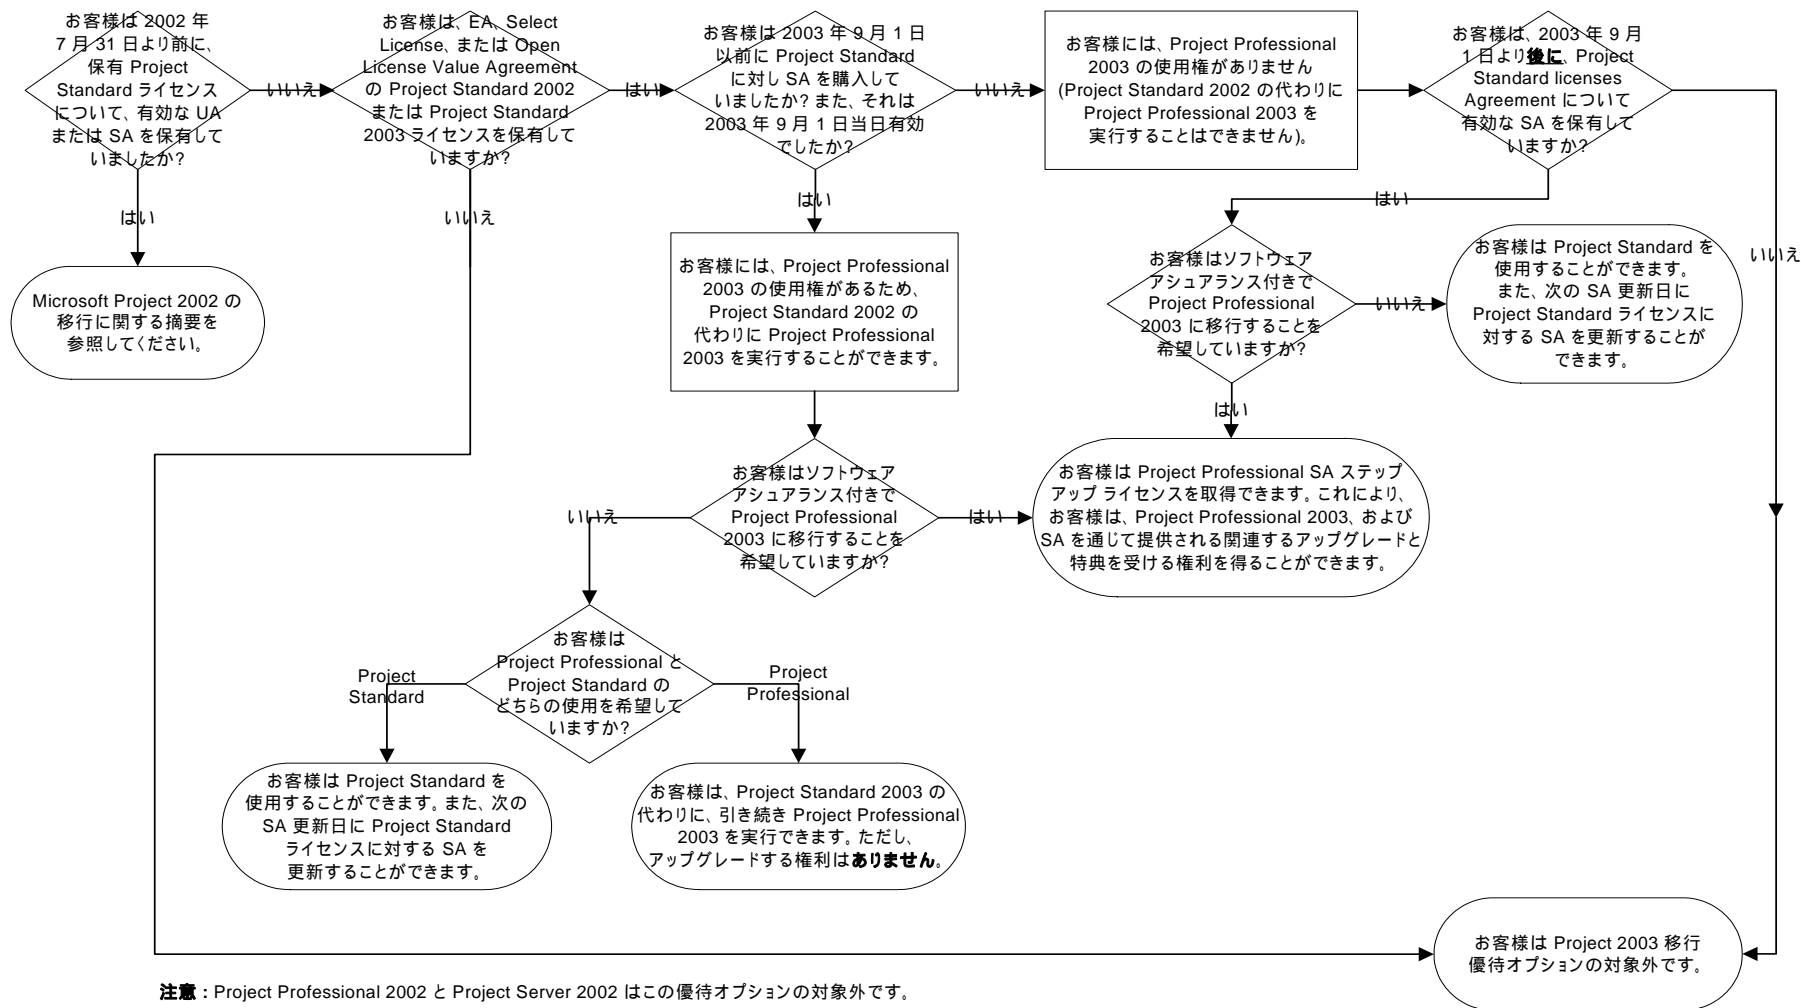 お客様は 2002 年
7 月 31 日より前に、
保有 Project
Standard ライセンス
について、有効な UA
または SA を保有して
いましたか?
いいえ
はい
Microsoft Project 2002 の
移行に関する摘要を
参照してください。
お客様は、EA、Select
License、または Open
License Value Agreement
の Project Standard 2002
または Project Standard
2003 ライセンスを保有して
いますか?
はい
いいえ
お客様は 2003 年 9 月 1 日
以前に Project Standard
に対し SA を購入して
いましたか? また、それは
2003 年 9 月 1 日当日有効
でしたか?
いいえ
はい
お客様には、Project Professional
2003 の使用権がありません
(Project Standard 2002 の代わりに
Project Professional 2003 を
実行することはできません)。
お客様は、2003 年 9 月
1 日より後に、Project
Standard licenses
Agreement について
有効な SA を保有して
いますか?
はい
いいえ
お客様には、Project Professional
2003 の使用権があるため、
Project Standard 2002 の
代わりに Project Professional
2003 を実行することができます。
お客様はソフトウェア
アシュアランス付きで
Project Professional
2003 に移行することを
希望していますか?
いいえ
はい
お客様は Project Standard を
使用することができます。
また、次の SA 更新日に
Project Standard ライセンスに
対する SA を更新することが
できます。
お客様はソフトウェア
アシュアランス付きで
Project Professional
2003 に移行することを
希望していますか?
いいえ
はい
お客様は Project Professional SA ステップ
アップ ライセンスを取得できます。これにより、
お客様は、Project Professional 2003、および
SA を通じて提供される関連するアップグレードと
特典を受ける権利を得ることができます。
お客様は
Project Professional と
Project Standard の
どちらの使用を希望して
いますか?
Project
Standard
Project
Professional
お客様は Project Standard を
使用することができます。また、次の
SA 更新日に Project Standard
ライセンスに対する SA を
更新することができます。
お客様は、Project Standard 2003 の
代わりに、引き続き Project Professional
2003 を実行できます。ただし、
アップグレードする権利はありません。
お客様は Project 2003 移行
優待オプションの対象外です。
注意 : Project Professional 2002 と Project Server 2002 はこの優待オプションの対象外です。